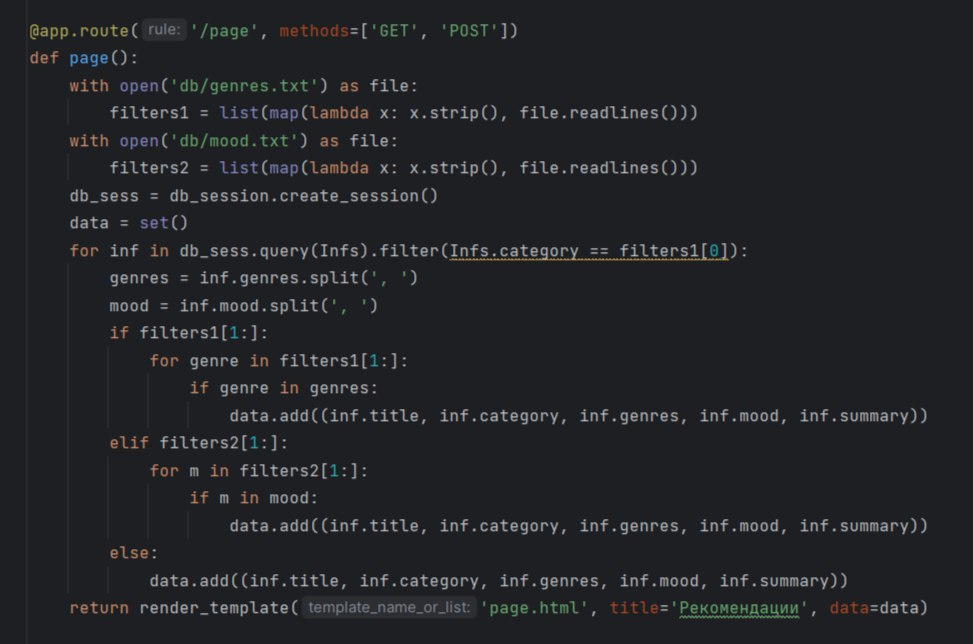 @app.route( rule: '/page', methods=['GET', 'POST'])
def page():
    with open('db/genres.txt') as file:
        filters1 = list(map(lambda x: x.strip(), file.readlines()))
    with open('db/mood.txt') as file:
        filters2 = list(map(lambda x: x.strip(), file.readlines()))
    db_sess = db_session.create_session()
    data = set()
    for inf in db_sess.query(Infs).filter(Infs.category == filters1[0]):
        genres = inf.genres.split(', ')
        mood = inf.mood.split(', ')
        if filters1[1:]:
            for genre in filters1[1:]:
                if genre in genres:
                    data.add((inf.title, inf.category, inf.genres, inf.mood, inf.summary))
        elif filters2[1:]:
            for m in filters2[1:]:
                if m in mood:
                    data.add((inf.title, inf.category, inf.genres, inf.mood, inf.summary))
        else:
            data.add((inf.title, inf.category, inf.genres, inf.mood, inf.summary))
    return render_template( template_name_or_list: 'page.html', title='Рекомендации', data=data)